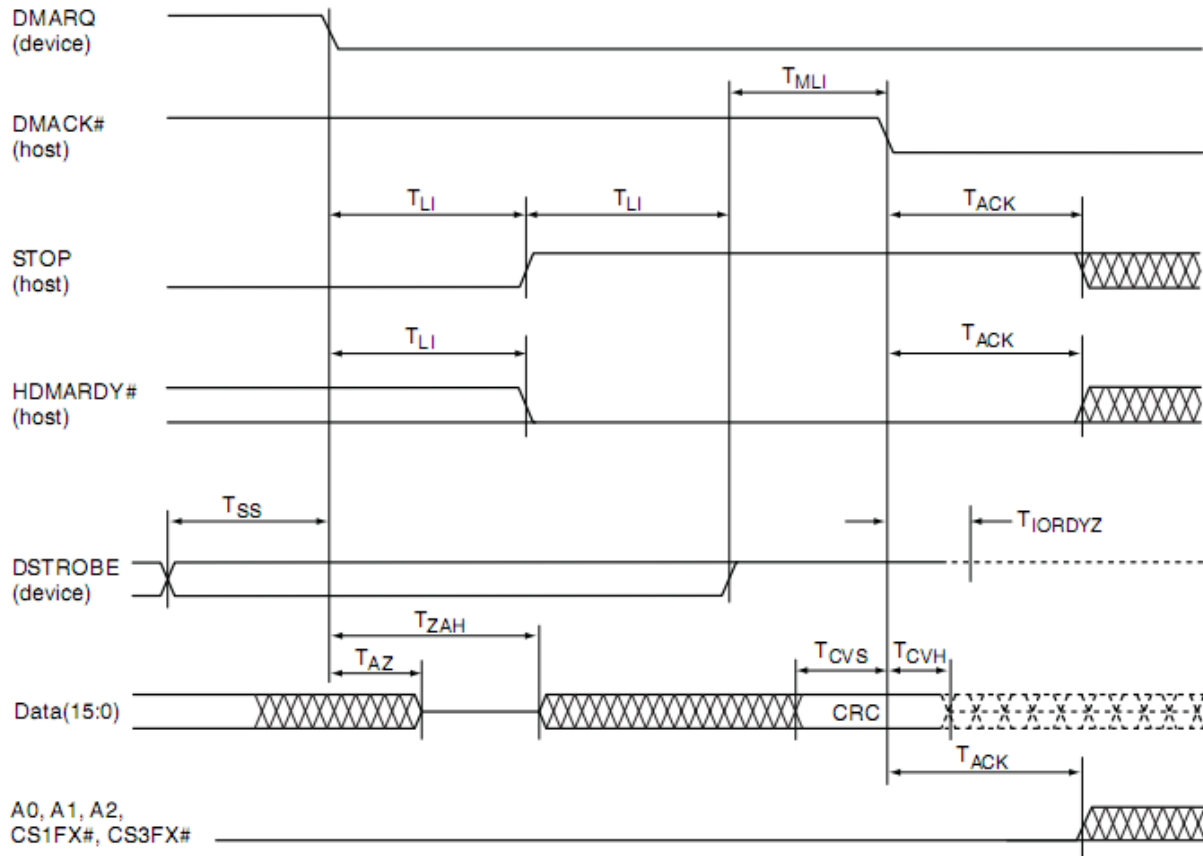 DMARQ
(device)
TMLI
DMACK#
(host)
TLI
TLI
TACK
STOP
(host)
TLI
TACK
HDMARDY#
(host)
TSS
TIORDYZ
DSTROBE
(device)
TZAH
TAZ
TCVS
TCVH
Data(15:0)
CRC
TACK
A0, A1, A2,
CS1FX#, CS3FX#